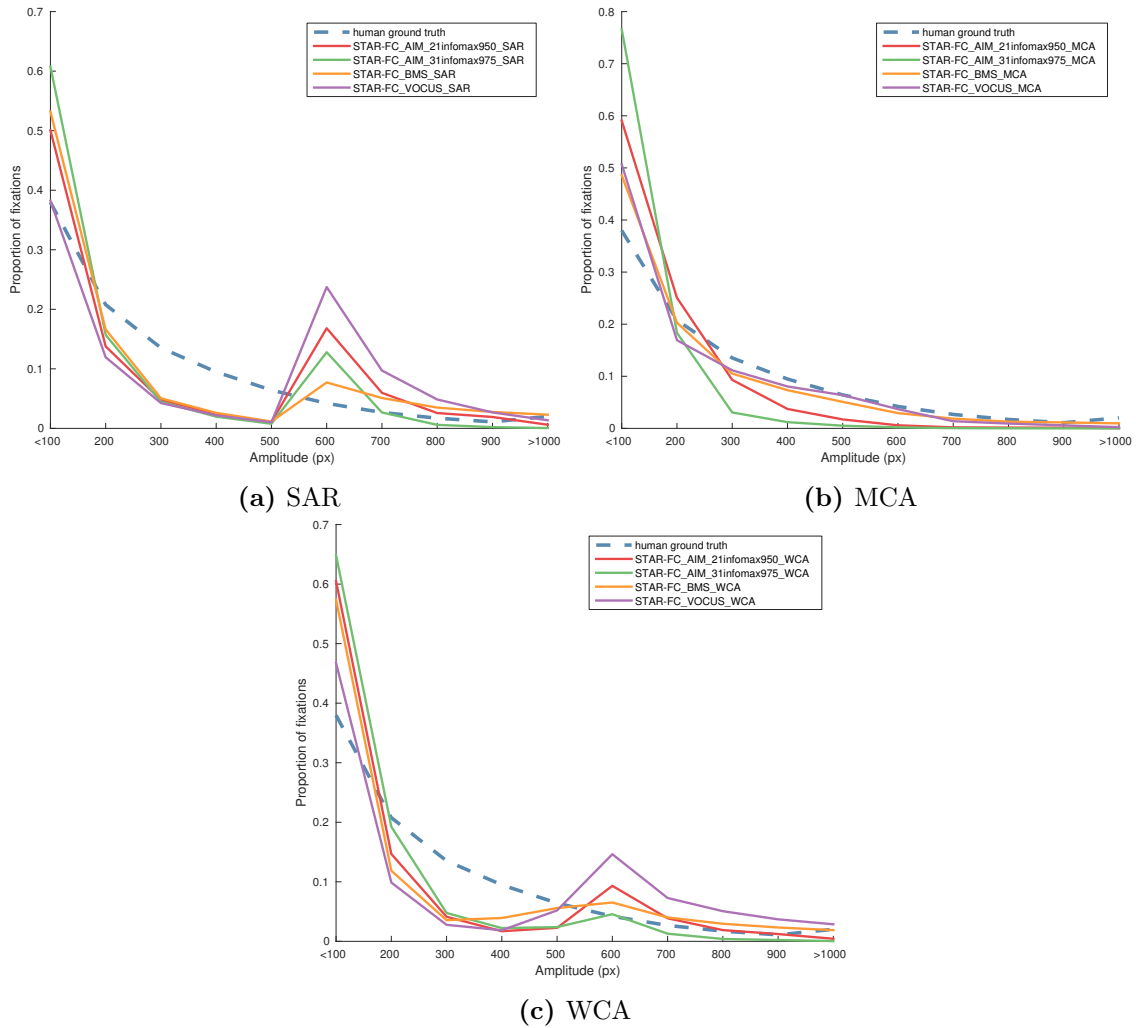 0.7
0.6
0.5
0.4
0.3
0.2
0.1
0
Proportion of fixations
<100 200 300 400 500 600 700 800 900 >1000
Amplitude (px)
human ground truth
STAR-FC_AIM_21infomax950_SAR
STAR-FC_AIM_31infomax975_SAR
STAR-FC_BMS_SAR
STAR-FC_VOCUS_SAR
(a) SAR
0.8
0.7
0.6
0.5
0.4
0.3
0.2
0.1
0
Proportion of fixations
<100 200 300 400 500 600 700 800 900 >1000
Amplitude (px)
human ground truth
STAR-FC_AIM_21infomax950_MCA
STAR-FC_AIM_31infomax975_MCA
STAR-FC_BMS_MCA
STAR-FC_VOCUS_MCA
(b) MCA
0.7
0.6
0.5
0.4
0.3
0.2
0.1
0
Proportion of fixations
<100 200 300 400 500 600 700 800 900 >1000
Amplitude (px)
human ground truth
STAR-FC_AIM_21infomax950_WCA
STAR-FC_AIM_31infomax975_WCA
STAR-FC_BMS_WCA
STAR-FC_VOCUS_WCA
(c) WCA